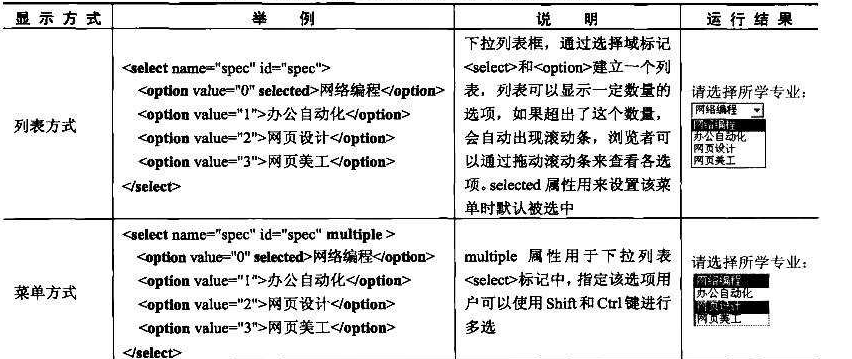 显示方式 举例 说明 运行结果
列表方式
<select name="spec" id="spec">
<option value="0" selected>网络编程</option>
<option value="1">办公自动化</option>
<option value="2">网页设计</option>
<option value="3">网页美工</option>
</select>
下拉列表框，通过选择域标记
<select>和<option>建立一个列
表，列表可以显示一定数量的
选项，如果超出了这个数量，
会自动出现滚动条，浏览者可
以通过拖动滚动条来查看各选
项。selected 属性用来设置该菜
单时默认被选中
请选择所学专业：
网络编程
网络编程
办公自动化
网页设计
网页美工
菜单方式
<select name="spec" id="spec" multiple >
<option value="0" selected>网络编程</option>
<option value="1">办公自动化</option>
<option value="2">网页设计</option>
<option value="3">网页美工</option>
</select>
multiple 属性用于下拉列表
<select>标记中，指定该选项用
户可以使用 Shift 和 Ctrl 键进行
多选
请选择所学专业：
网络编程
办公自动化
网页设计
网页美工